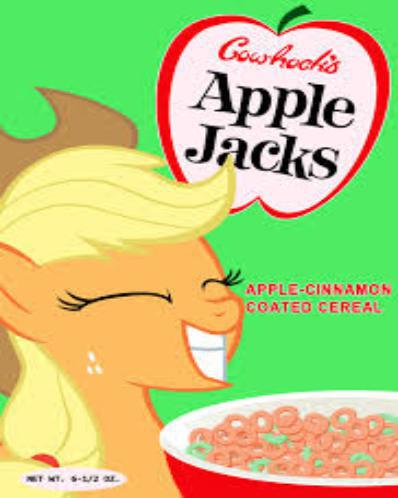 Cowhock's
Apple
Jacks
APPLE-CINNAMON
COATED CEREAL
NET WT. 6-1/2 OZ.